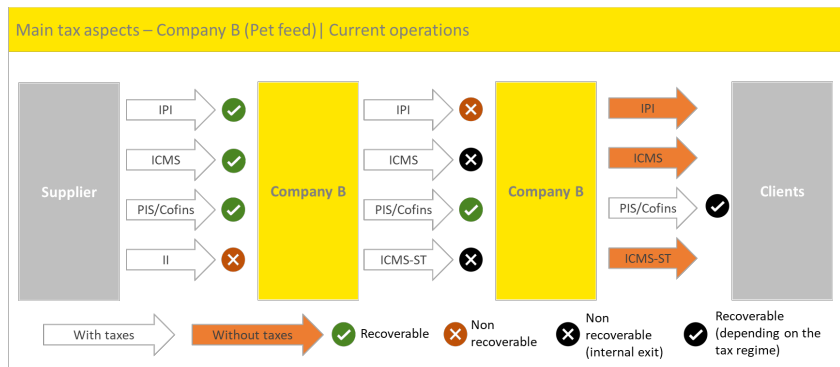 Main tax aspects – Company B (Pet feed)| Current operations
IPI
IPI
IPI
ICMS
ICMS
ICMS
Supplier
Company B
Company B
Clients
PIS/Cofins
PIS/Cofins
PIS/Cofins
II
ICMS-ST
ICMS-ST
With taxes
Without taxes
Recoverable
Non
recoverable
Non
recoverable
(internal exit)
Recoverable
(depending on the
tax regime)